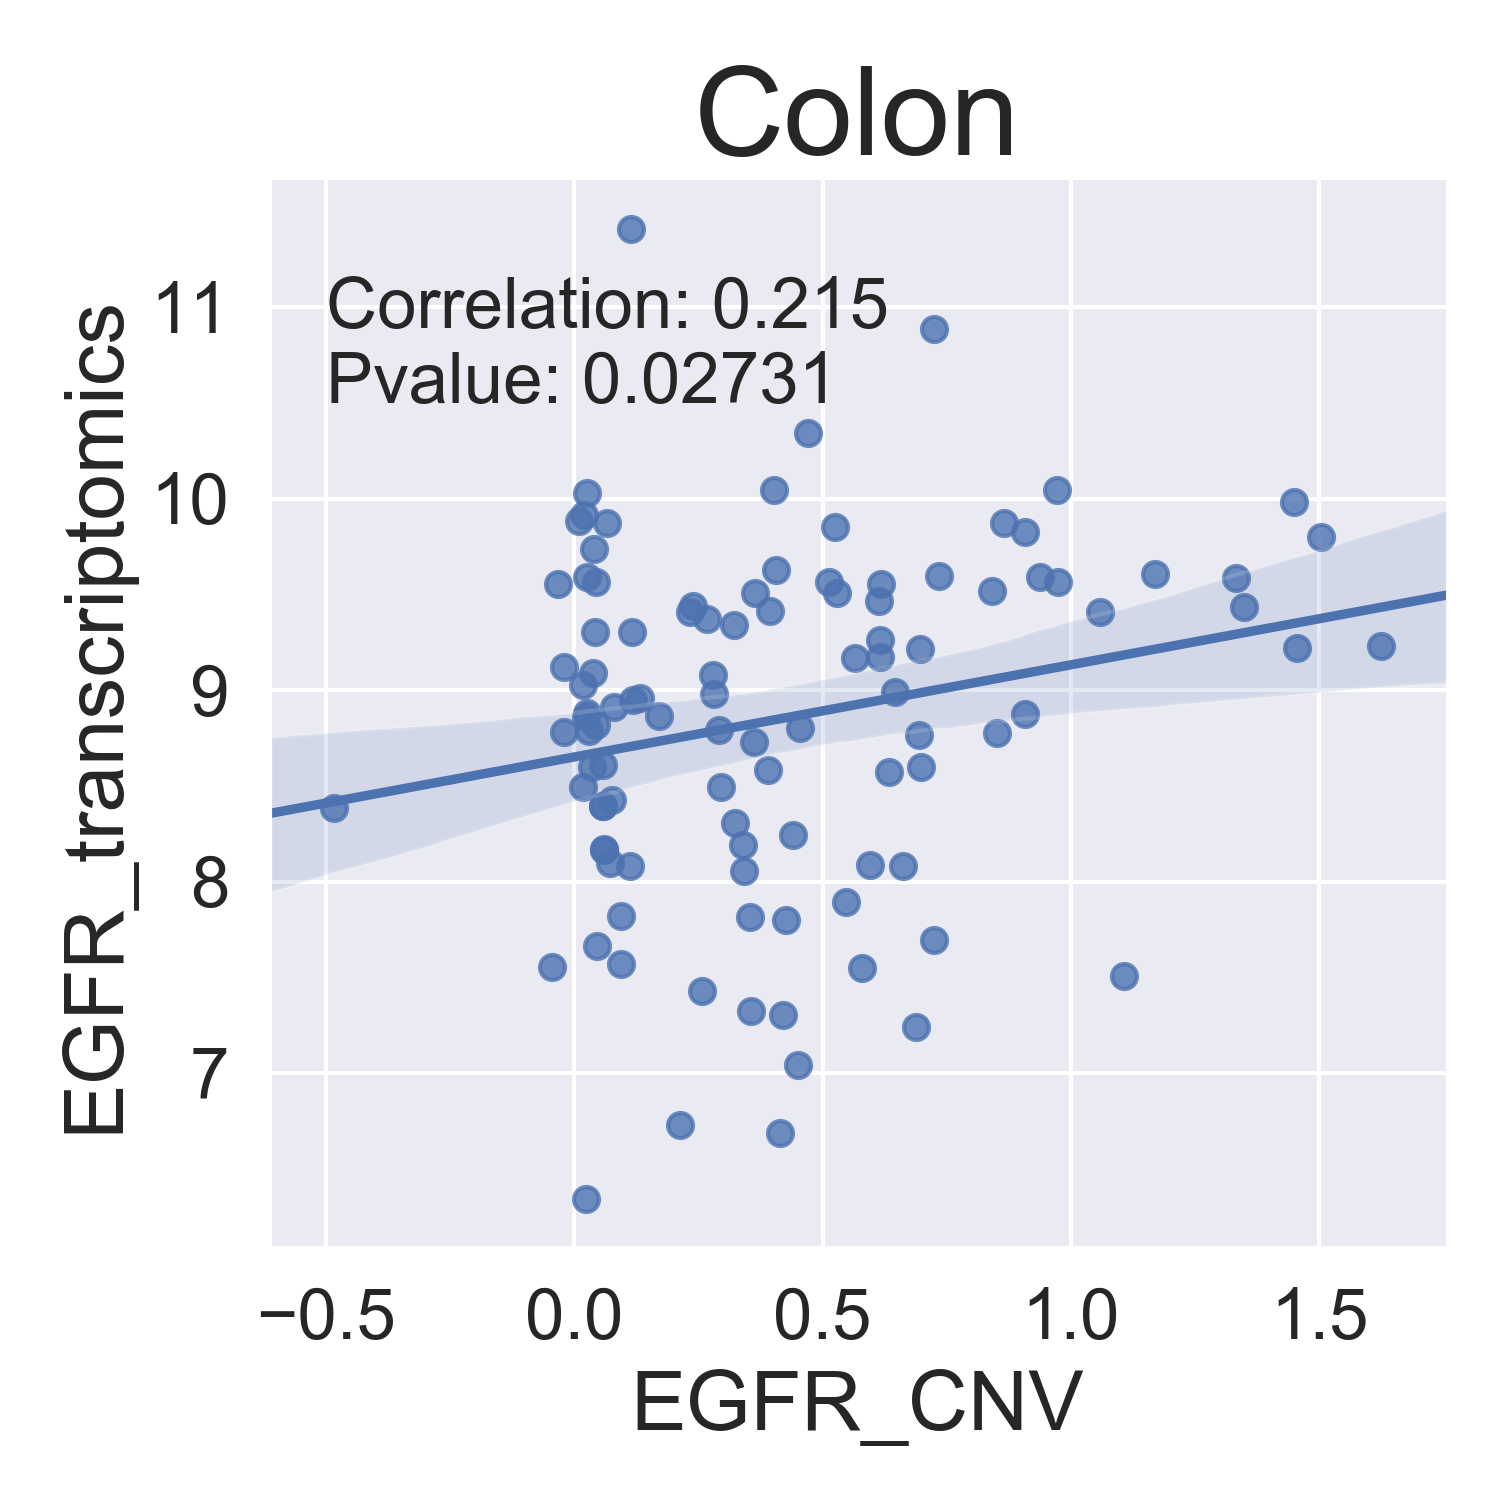 Colon
Correlation: 0.215
Pvalue: 0.02731
EGFR_transcriptomics
11
10
9
8
7
−0.5 0.0 0.5 1.0 1.5
EGFR_CNV